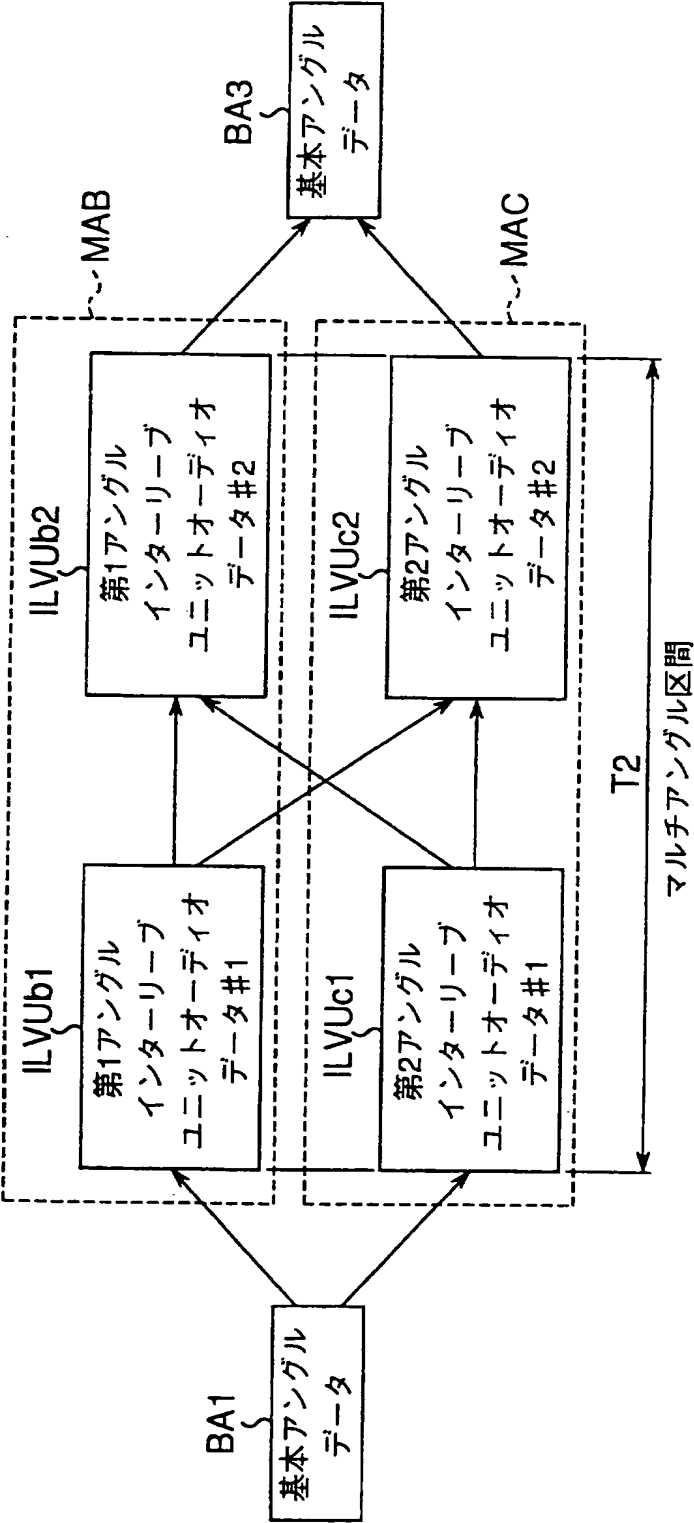 BA1
基本アングル
データ
MAB
ILVUb1
第1アングル
インターリーブ
ユニットオーディオ
データ#1
ILVUb2
第1アングル
インターリーブ
ユニットオーディオ
データ#2
MAC
ILVUc1
第2アングル
インターリーブ
ユニットオーディオ
データ#1
ILVUc2
第2アングル
インターリーブ
ユニットオーディオ
データ#2
BA3
基本アングル
データ
T2
マルチアングル区間